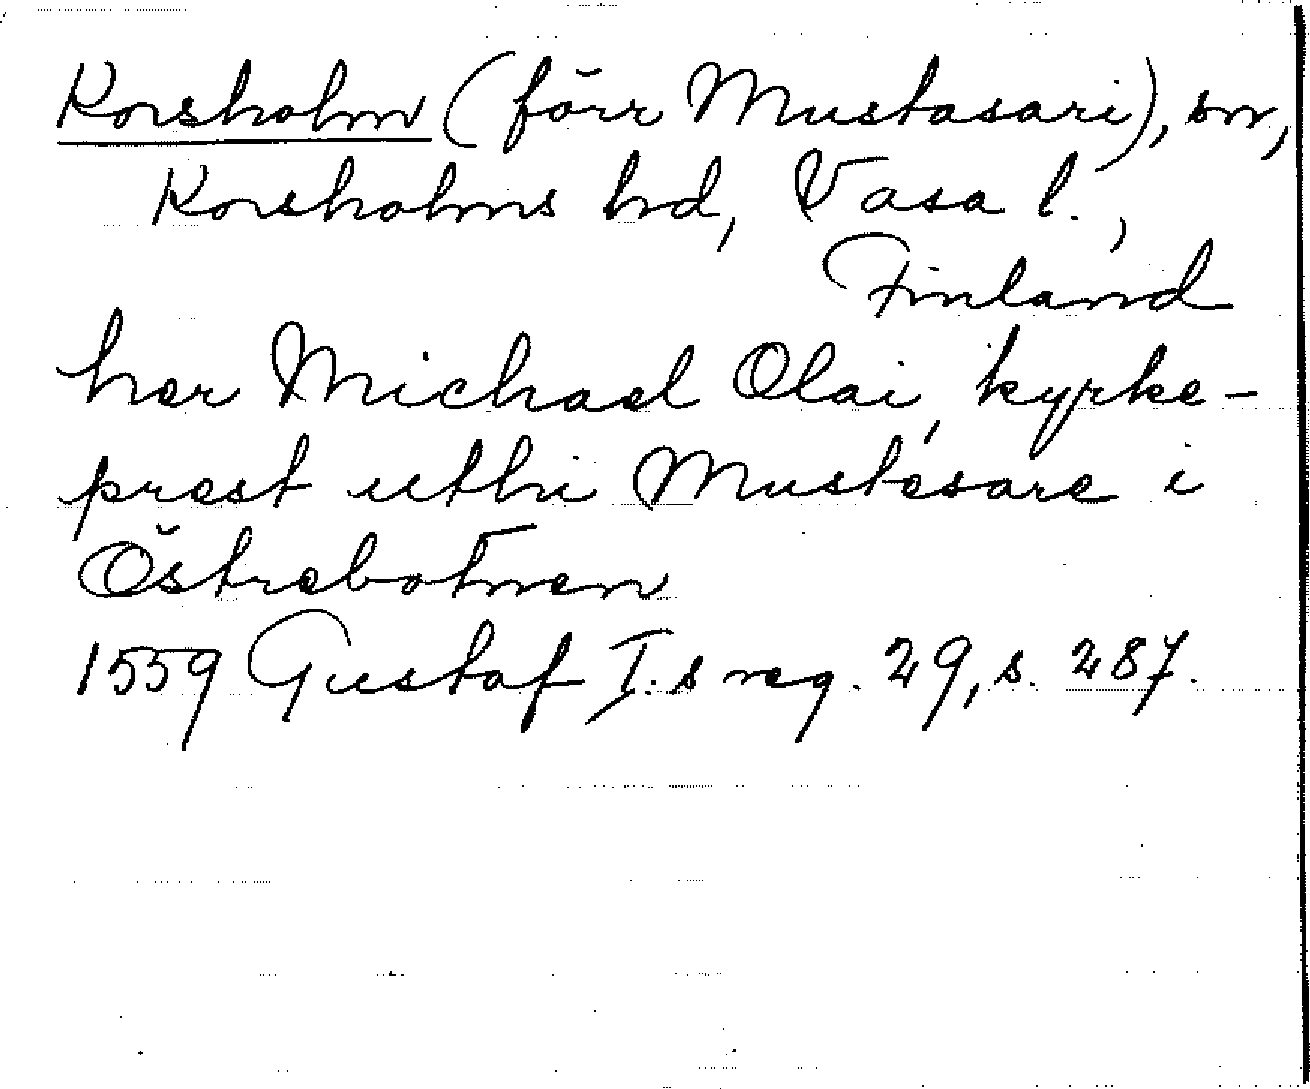 Korsholm (förr Mustasari), sn,
Korsholms hd, Vasa l.,
Finland
her Michael Olai, kyrke-
prest uthi Mustesare i
Östrebotnen
1559 Gustaf I:s reg. 29, s. 287.